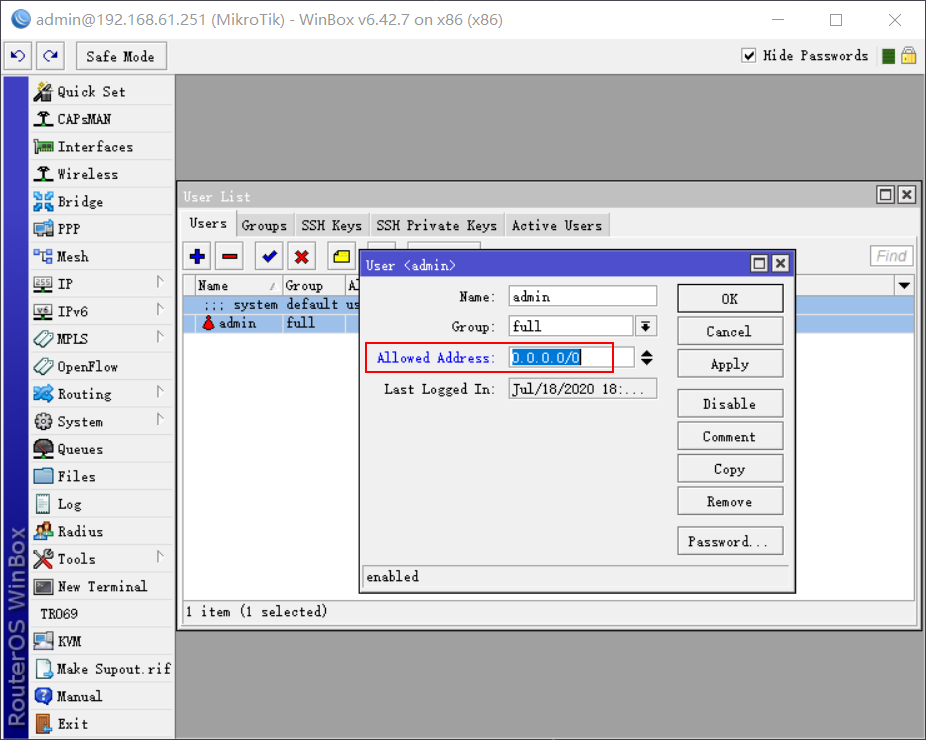 admin@192.168.61.251 (MikroTik) - WinBox v6.42.7 on x86 (x86)
Safe Mode
Hide Passwords
Quick Set
CAPsMAN
Interfaces
Wireless
Bridge
PPP
Mesh
IP
IPv6
MPLS
OpenFlow
Routing
System
Queues
Files
Log
Radius
Tools
New Terminal
TR069
KVM
Make Supout.rif
Manual
Exit
RouterOS WinBox
User List
Users Groups SSH Keys SSH Private Keys Active Users
Find
Name Group Al
;;; system default us
admin full
1 item (1 selected)
User <admin>
Name: admin
Group: full
Allowed Address: 0.0.0.0/0
Last Logged In: Jul/18/2020 18:...
OK
Cancel
Apply
Disable
Comment
Copy
Remove
Password...
enabled